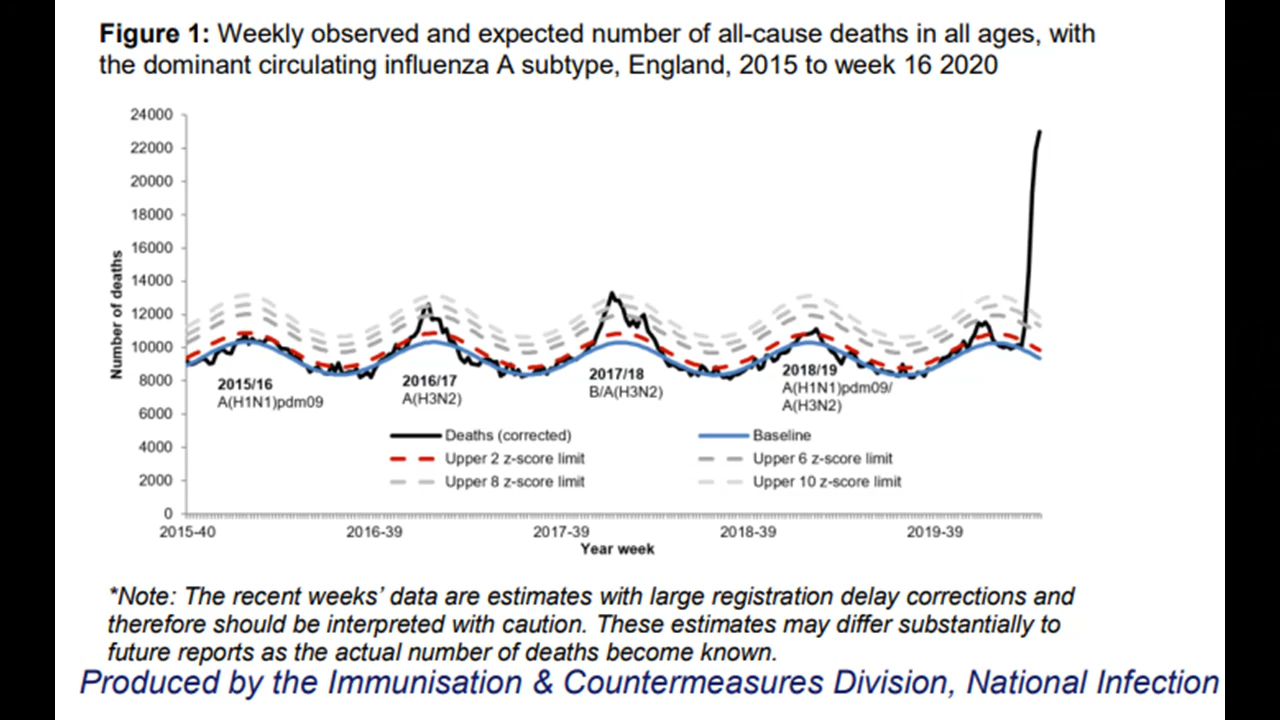 Figure 1: Weekly observed and expected number of all-cause deaths in all ages, with
the dominant circulating influenza A subtype, England, 2015 to week 16 2020
24000
22000
20000
18000
16000
14000
12000
10000
8000
6000
4000
2000
0
Number of deaths
2015/16
A(H1N1)pdm09
2016/17
A(H3N2)
2017/18
B/A(H3N2)
2018/19
A(H1N1)pdm09/
A(H3N2)
Deaths (corrected)
Baseline
Upper 2 z-score limit
Upper 6 z-score limit
Upper 8 z-score limit
Upper 10 z-score limit
2015-40
2016-39
2017-39
2018-39
2019-39
Year week
*Note: The recent weeks' data are estimates with large registration delay corrections and
therefore should be interpreted with caution. These estimates may differ substantially to
future reports as the actual number of deaths become known.
Produced by the Immunisation & Countermeasures Division, National Infection